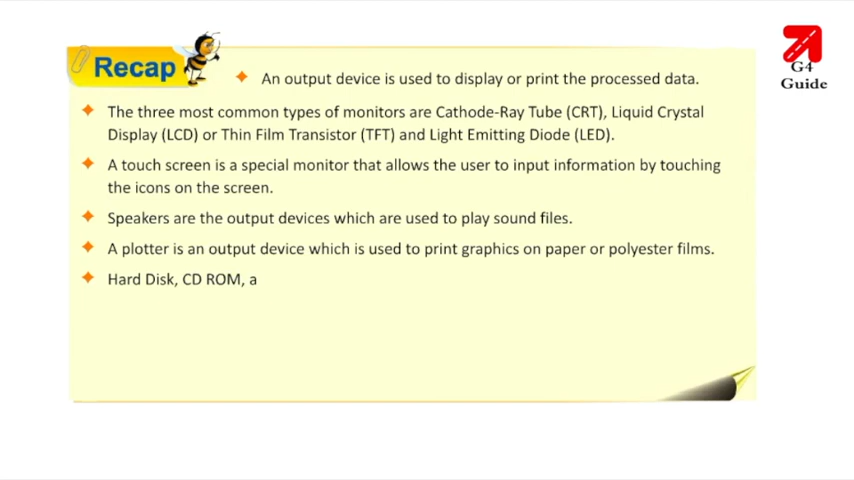 Recap
An output device is used to display or print the processed data.
The three most common types of monitors are Cathode-Ray Tube (CRT), Liquid Crystal
Display (LCD) or Thin Film Transistor (TFT) and Light Emitting Diode (LED).
A touch screen is a special monitor that allows the user to input information by touching
the icons on the screen.
Speakers are the output devices which are used to play sound files.
A plotter is an output device which is used to print graphics on paper or polyester films.
Hard Disk, CD ROM, a
G4
Guide